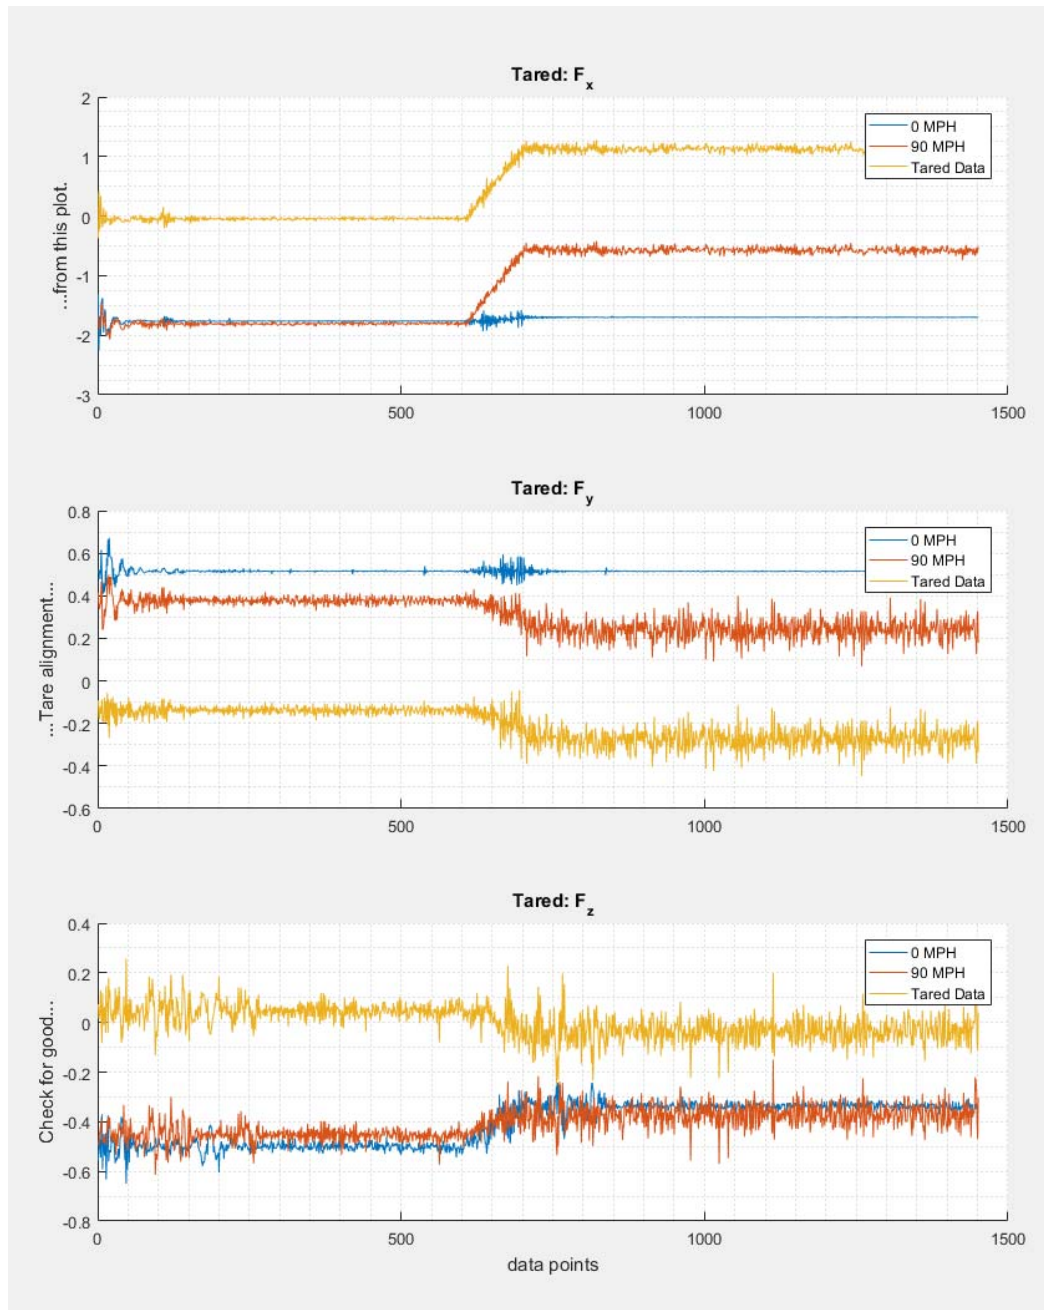 Tared: F_x
2
1
0
-1
-2
-3
0
500
1000
1500
...from this plot.
0 MPH
90 MPH
Tared Data
Tared: F_y
0.8
0.6
0.4
0.2
0
-0.2
-0.4
-0.6
0
500
1000
1500
...Tare alignment...
0 MPH
90 MPH
Tared Data
Tared: F_z
0.4
0.2
0
-0.2
-0.4
-0.6
-0.8
0
500
1000
1500
Check for good...
0 MPH
90 MPH
Tared Data
data points